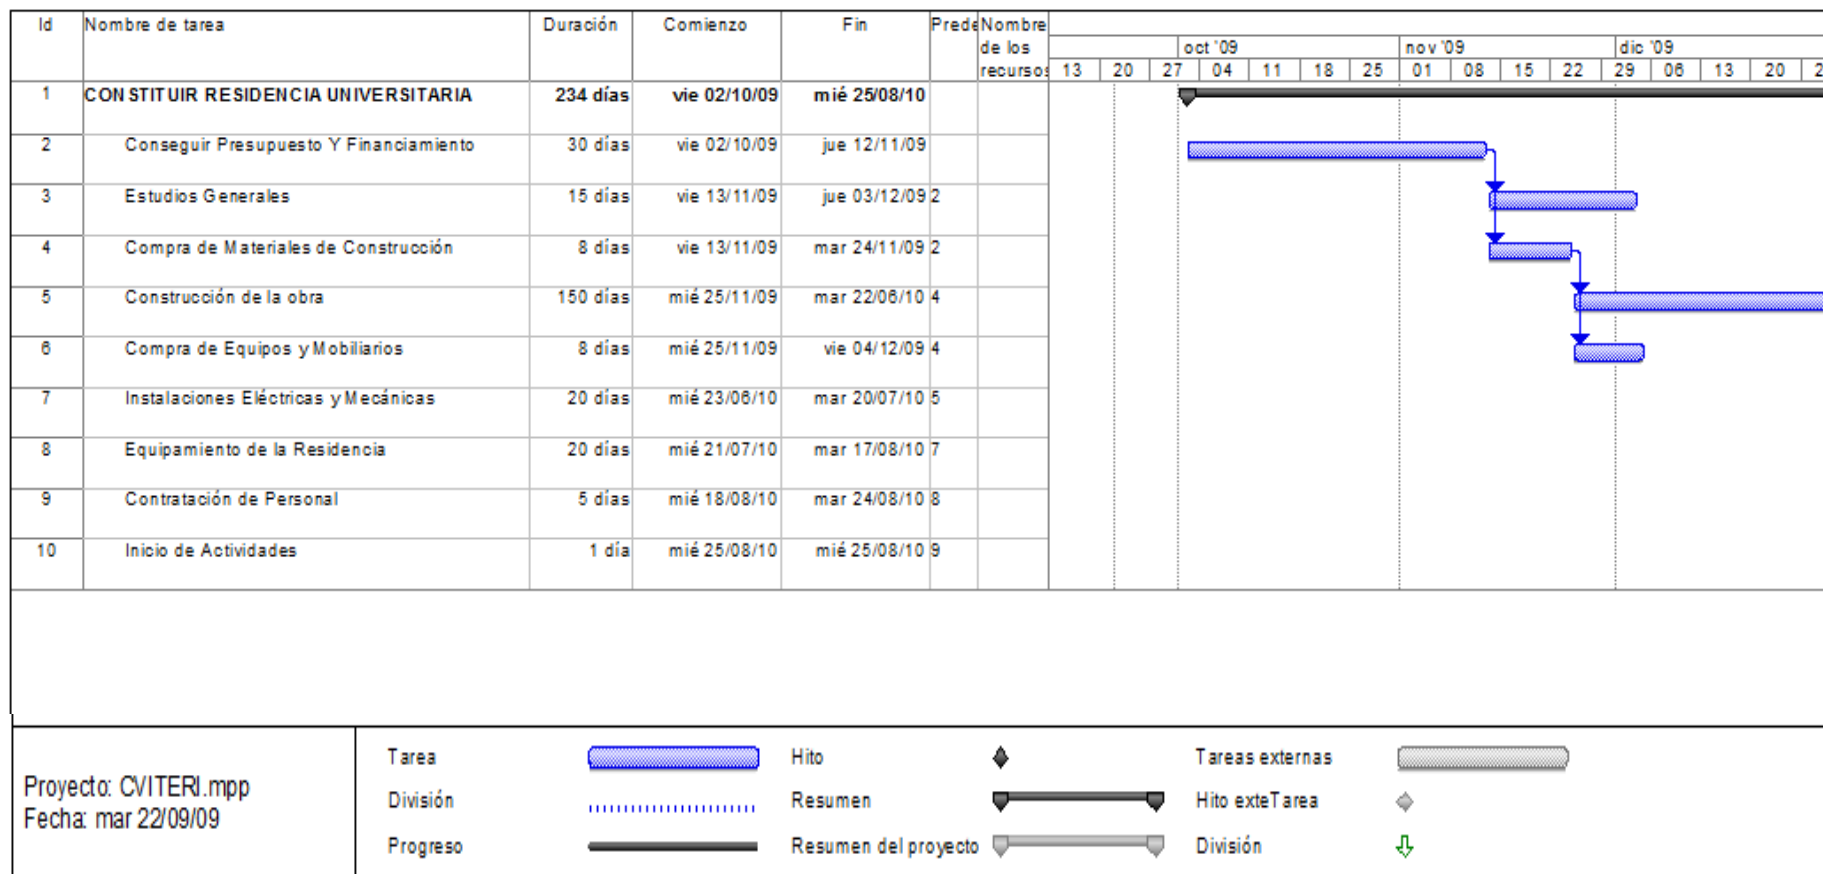 Id Nombre de tarea Duración Comienzo Fin Prede Nombre de los recursos
oct '09 nov '09 dic '09
13 20 27 04 11 18 25 01 08 15 22 29 06 13 20 2
1 CONSTITUIR RESIDENCIA UNIVERSITARIA 234 días vie 02/10/09 mié 25/08/10
2 Conseguir Presupuesto Y Financiamiento 30 días vie 02/10/09 jue 12/11/09
3 Estudios Generales 15 días vie 13/11/09 jue 03/12/09 2
4 Compra de Materiales de Construcción 8 días vie 13/11/09 mar 24/11/09 2
5 Construcción de la obra 150 días mié 25/11/09 mar 22/06/10 4
6 Compra de Equipos y Mobiliarios 8 días mié 25/11/09 vie 04/12/09 4
7 Instalaciones Eléctricas y Mecánicas 20 días mié 23/06/10 mar 20/07/10 5
8 Equipamiento de la Residencia 20 días mié 21/07/10 mar 17/08/10 7
9 Contratación de Personal 5 días mié 18/08/10 mar 24/08/10 8
10 Inicio de Actividades 1 día mié 25/08/10 mié 25/08/10 9
Proyecto: CVITERI.mpp
Fecha: mar 22/09/09
Tarea Hito Tareas externas
División Resumen Hito exteTarea
Progreso Resumen del proyecto División